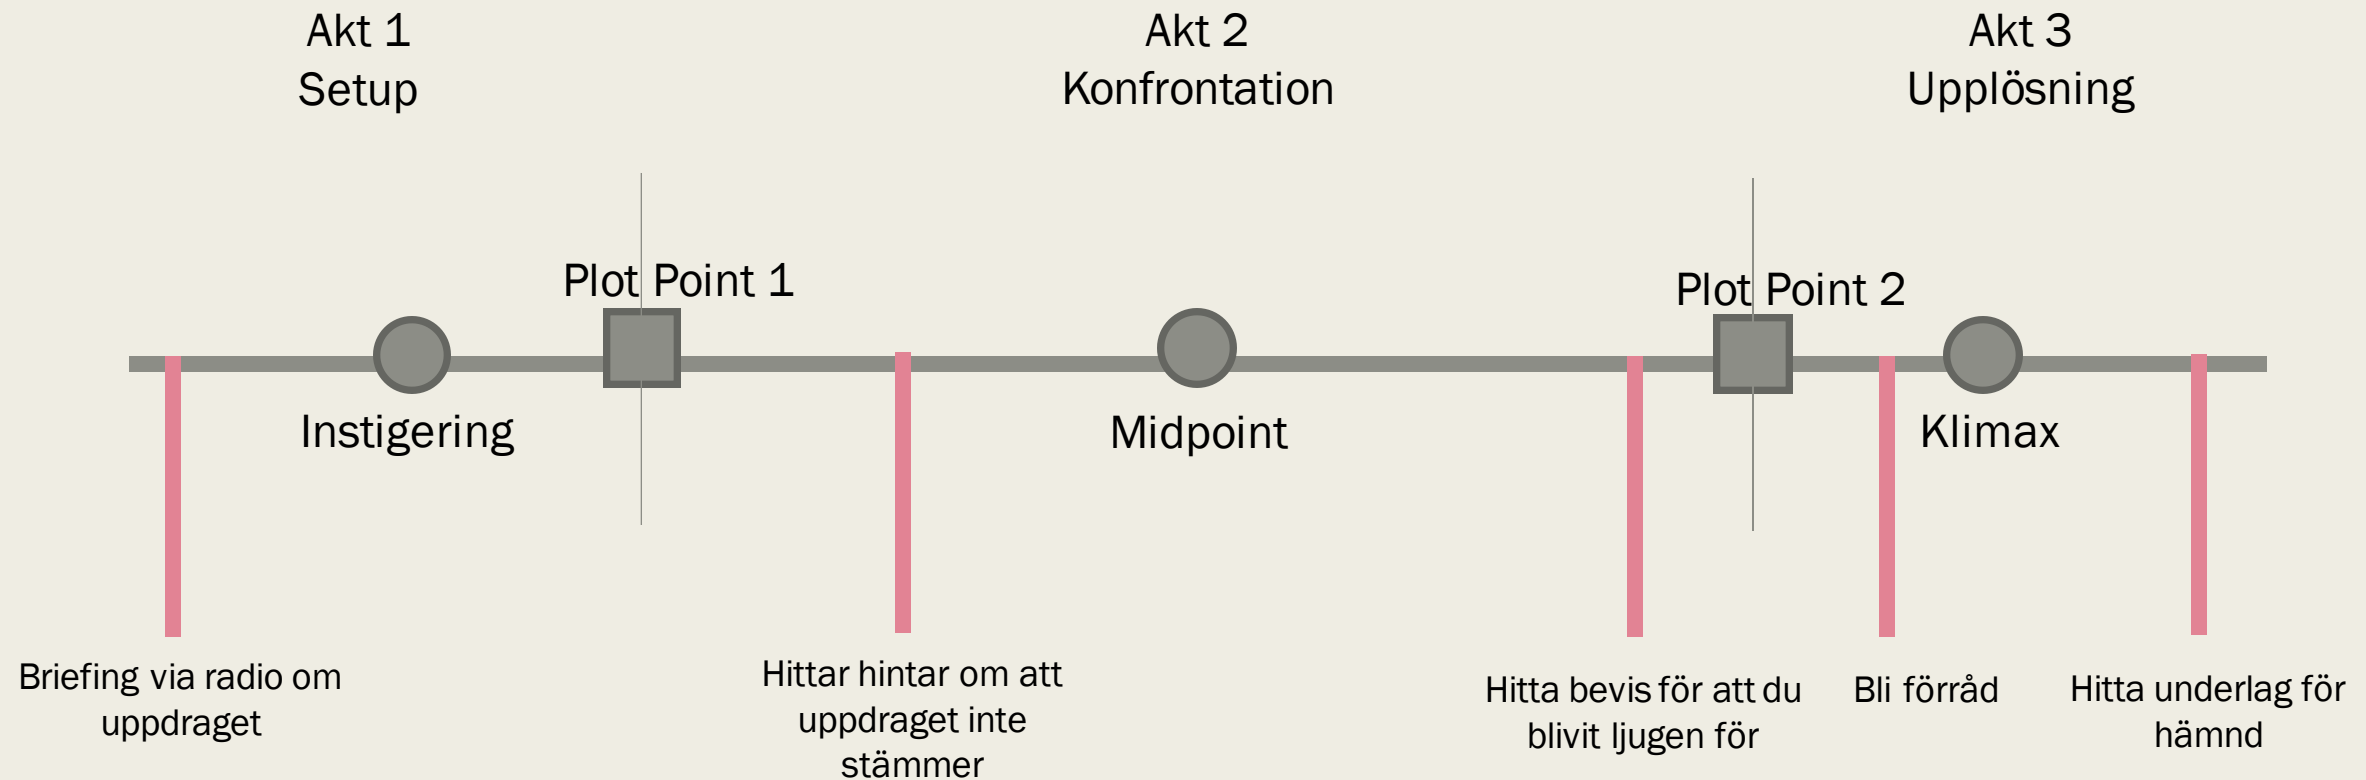 Akt 1
Setup
Akt 2
Konfrontation
Akt 3
Upplösning
Plot Point 1
Plot Point 2
Instigering
Midpoint
Klimax
Briefing via radio om
uppdraget
Hittar hintar om att
uppdraget inte
stämmer
Hitta bevis för att du
blivit ljugen för
Bli förråd
Hitta underlag för
hämnd